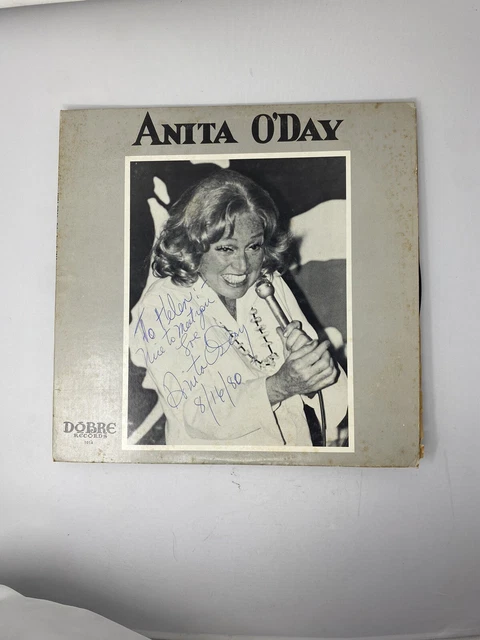 ANITA O'DAY
To Helen,
Nice to meet you
Love
Anita O'Day
8/16/80
DOBRE
RECORDS